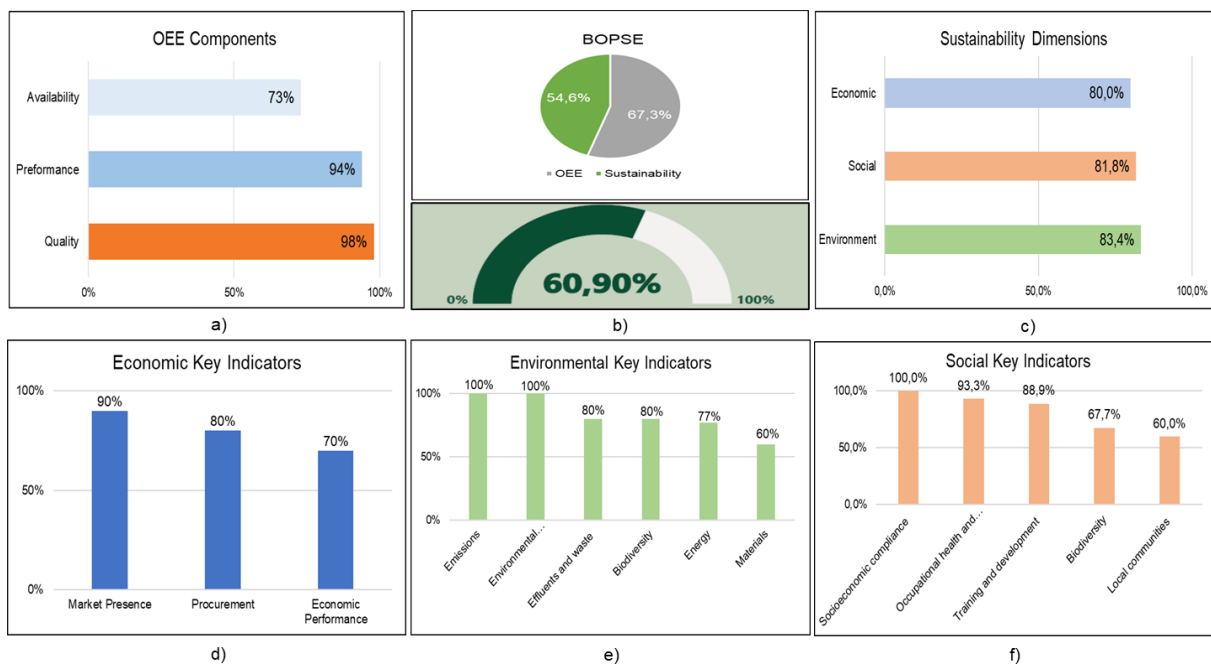 OEE Components
Availability
73%
Preformance
94%
Quality
98%
0%
50%
100%
a)
BOPSE
54,6%
67,3%
OEE
Sustainability
60,90%
0%
100%
b)
Sustainability Dimensions
Economic
80,0%
Social
81,8%
Environment
83,4%
0,0%
50,0%
100,0%
c)
Economic Key Indicators
100%
50%
0%
90%
80%
70%
Market Presence
Procurement
Economic
Performance
d)
Environmental Key Indicators
100%
50%
0%
100%
100%
80%
80%
77%
60%
Emissions
Environmental...
Effluents and waste
Biodiversity
Energy
Materials
e)
Social Key Indicators
100,0%
50,0%
0,0%
100,0%
93,3%
88,9%
67,7%
60,0%
Socioeconomic compliance
Occupational health and...
Training and development
Biodiversity
Local communities
f)